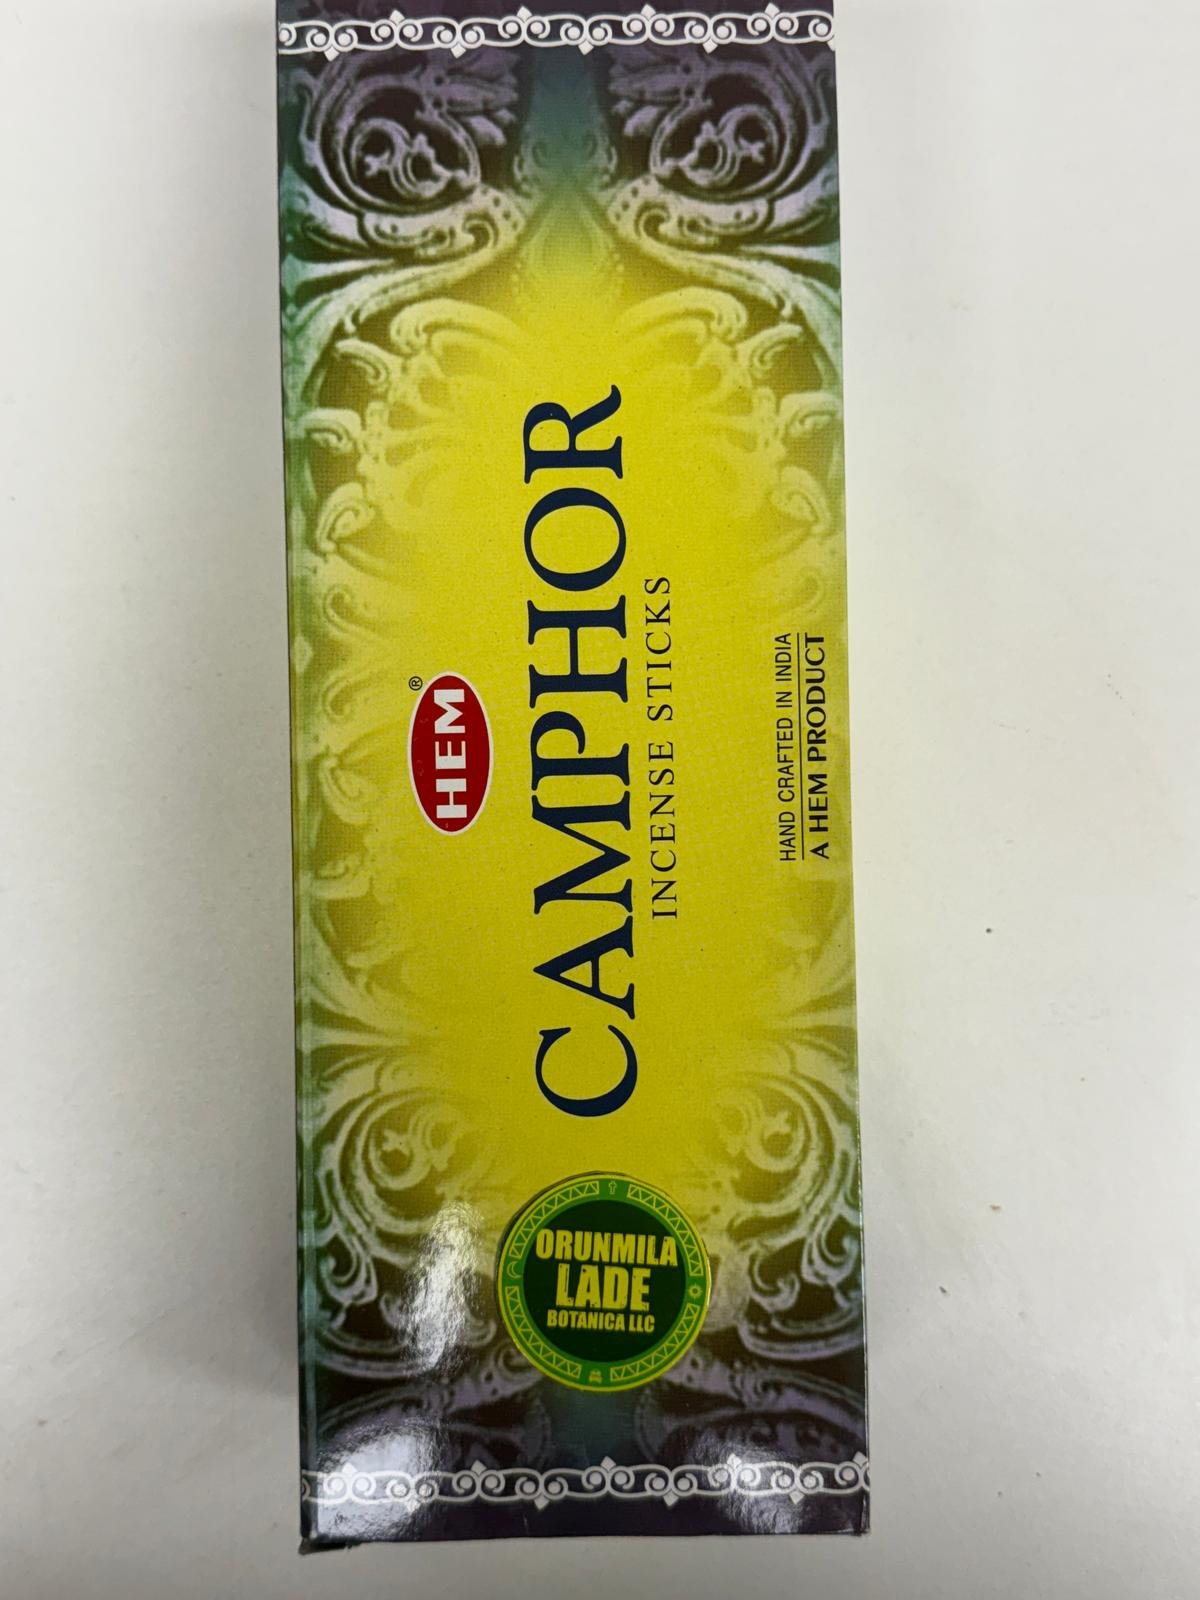 HEM®
CAMPHOR
INCENSE STICKS
HAND CRAFTED IN INDIA
A HEM PRODUCT
ORUNMILA
LADE
BOTANICA LLC